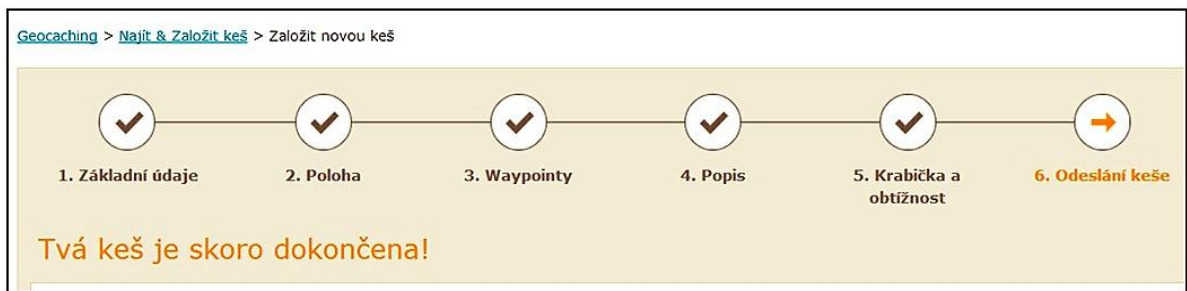 Geocaching > Najít & Založit keš > Založit novou keš
1. Základní údaje
2. Poloha
3. Waypointy
4. Popis
5. Krabička a
obtížnost
6. Odeslání keše
Tvá keš je skoro dokončena!